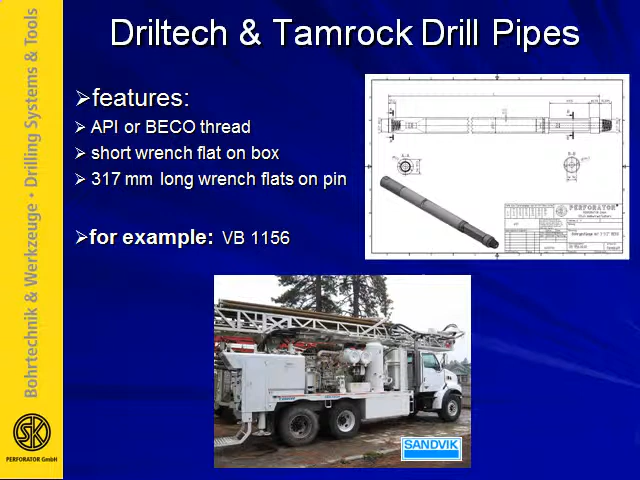 Driltech & Tamrock Drill Pipes
features:
API or BECO thread
short wrench flat on box
317 mm long wrench flats on pin
for example: VB 1156
Bohrtechnik & Werkzeuge • Drilling Systems & Tools
SK
PERFORATOR GmbH
PERFORATOR
SANDVIK